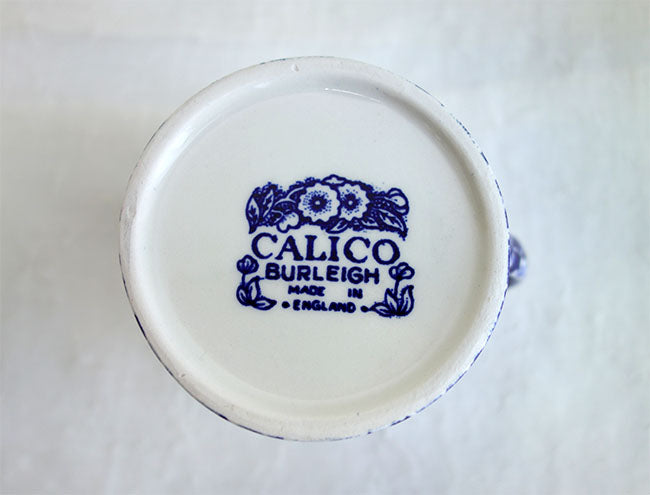 CALICO
BURLEIGH
MADE IN
• ENGLAND •